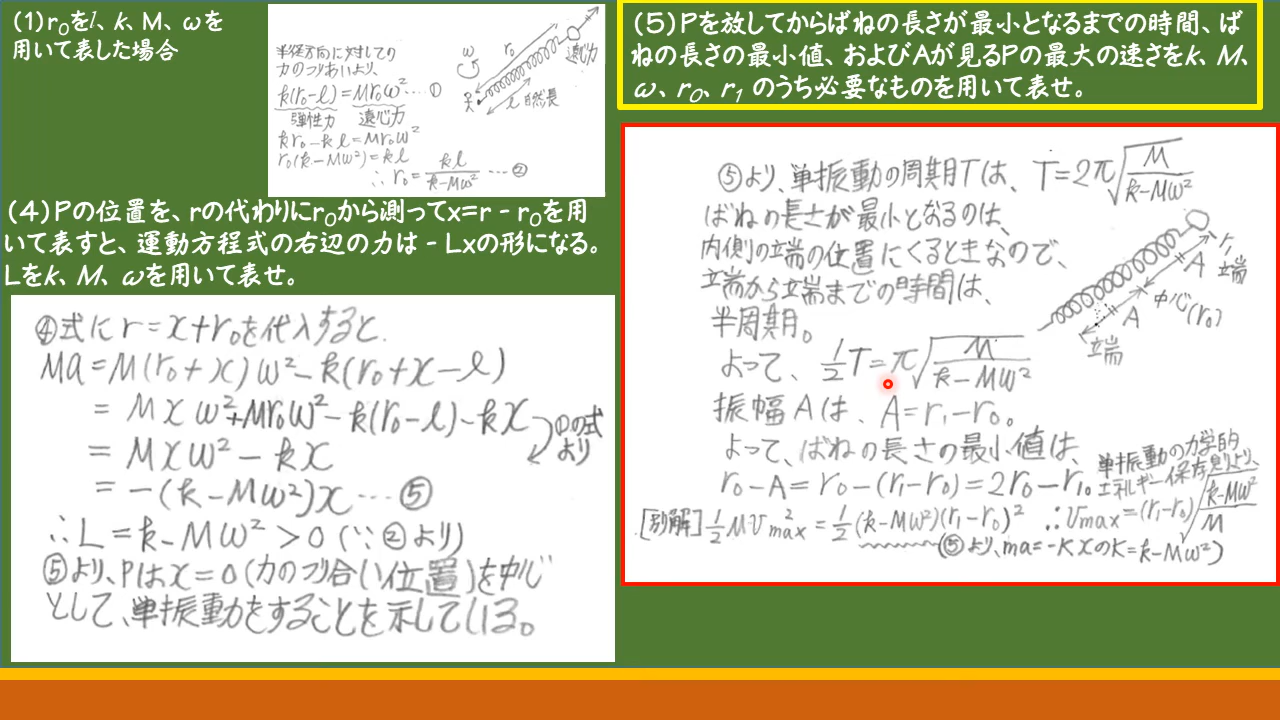 (1)r₀をl、k、M、ωを
用いて表した場合
半径方向に対しての
力のつりあいより、
k(r₀-l)=Mr₀ω²‥‥①
弾性力 遠心力
kr₀-kl=Mr₀ω²
r₀(k-Mω²)=kl
∴r₀=kl/(k-Mω²) ‥‥②
ω
r₀
遠心力
l 自然長
(4)Pの位置を、rの代わりにr₀から測ってx=r-r₀を用
いて表すと、運動方程式の右辺の力は-Lxの形になる。
Lをk、M、ωを用いて表せ。
④式にr=x+r₀を代入すると、
Ma=M(r₀+x)ω²-k(r₀+x-l)
=Mxω²+Mr₀ω²-k(r₀-l)-kx
①の式
より
=Mxω²-kx
=-(k-Mω²)x‥‥⑤
∴L=k-Mω²>0(∵②より)
⑤より、Pはx=0(力のつり合い位置)を中心
として、単振動をすることを示している。
(5)Pを放してからばねの長さが最小となるまでの時間、ば
ねの長さの最小値、およびAが見るPの最大の速さをk、M、
ω、r₀、r₁のうち必要なものを用いて表せ。
⑤より、単振動の周期Tは、T=2π√(M/(k-Mω²))
ばねの長さが最小となるのは、
内側の端の位置にくるときなので、
端から端までの時間は、
半周期。
よって、½T=π√(M/(k-Mω²))
r₁
端
A
中心(r₀)
A
端
振幅Aは、A=r₁-r₀。
よって、ばねの長さの最小値は、
r₀-A=r₀-(r₁-r₀)=2r₀-r₁。
単振動の力学的
エネルギー保存則より、
[別解]½Mv²max=½(k-Mω²)(r₁-r₀)² ∴vmax=(r₁-r₀)√((k-Mω²)/M)
(⑤より、ma=-KxのK=k-Mω²)